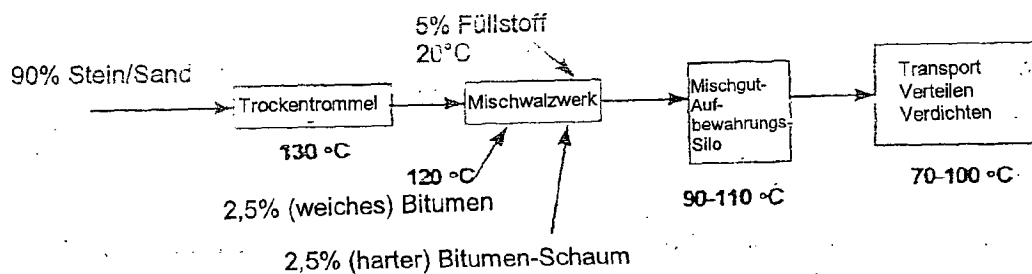 5% Füllstoff
20°C
90% Stein/Sand
Trockentrommel
130 °C
Mischwalzwerk
120 °C
2,5% (weiches) Bitumen
2,5% (harter) Bitumen-Schaum
Mischgut-
Auf-
bewahrungs-
Silo
90-110 °C
Transport
Verteilen
Verdichten
70-100 °C